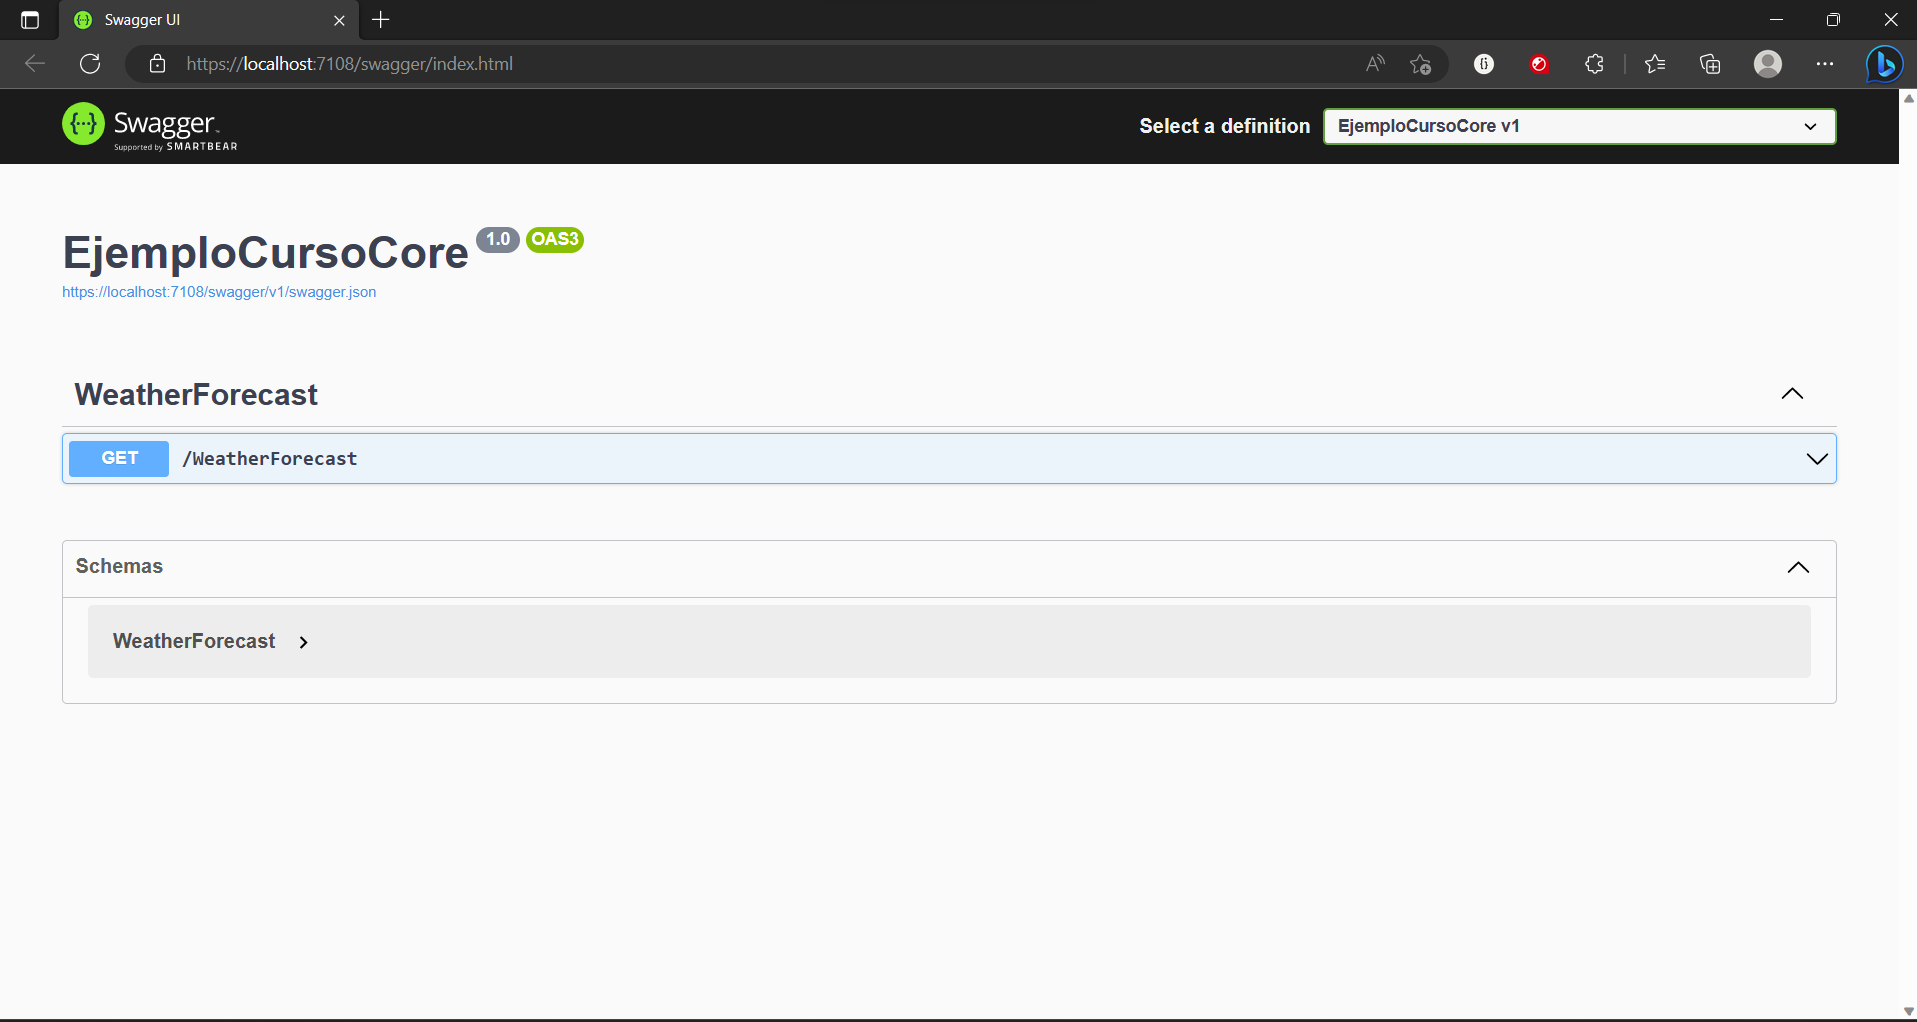 Swagger UI
https://localhost:7108/swagger/index.html
Swagger
Supported by SMARTBEAR
Select a definition
EjemploCursoCore v1
EjemploCursoCore 1.0 OAS3
https://localhost:7108/swagger/v1/swagger.json
WeatherForecast
GET /WeatherForecast
Schemas
WeatherForecast